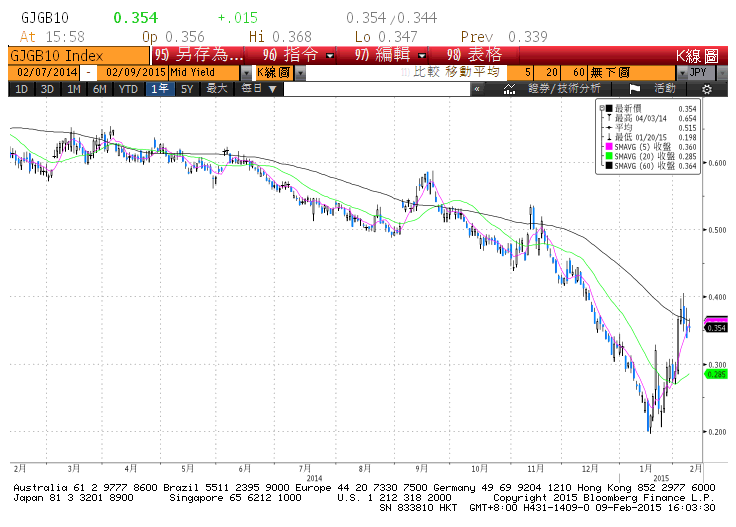 GJGB10 0.354 +.015 0.354/0.344
At 15:58 Op 0.356 Hi 0.368 Lo 0.347 Prev 0.339
GJGB10 Index 95) 另存為... 96) 指令 97) 編輯 98) 表格 K線圖
02/07/2014 - 02/09/2015 Mid Yield K線圖 比較 移動平均 5 20 60 無下圖 JPY
1D 3D 1M 6M YTD 1年 5Y 最大 每日▼ « 證券/技術分析 活動
最新價 0.354
最高 04/03/14 0.654
平均 0.515
最低 01/20/15 0.198
SMAVG (5) 收盤 0.360
SMAVG (20) 收盤 0.285
SMAVG (60) 收盤 0.364
0.600
0.500
0.400
0.354
0.300
0.285
0.200
2月 3月 4月 5月 6月 7月 8月 9月 10月 11月 12月 1月 2月
2014 2015
Australia 61 2 9777 8600 Brazil 5511 2395 9000 Europe 44 20 7330 7500 Germany 49 69 9204 1210 Hong Kong 852 2977 6000
Japan 81 3 3201 8900 Singapore 65 6212 1000 U.S. 1 212 318 2000 Copyright 2015 Bloomberg Finance L.P.
SN 833810 HKT GMT+8:00 H431-1409-0 09-Feb-2015 16:03:30